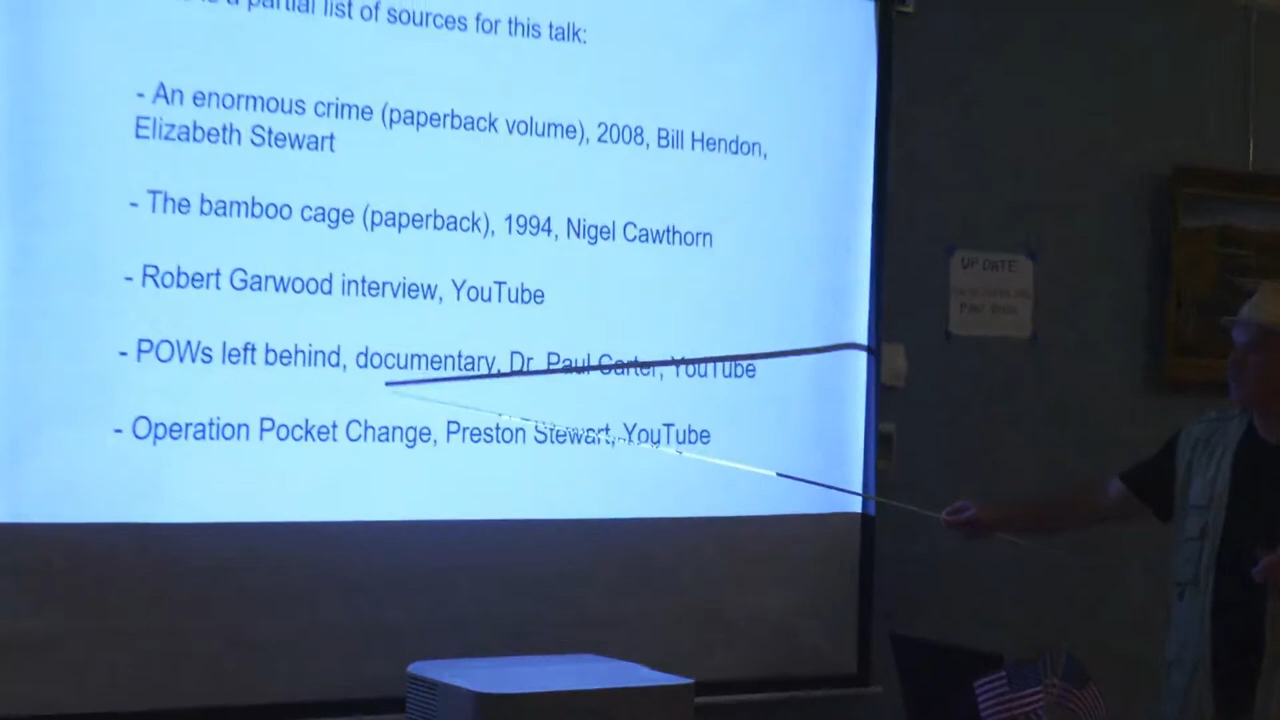 a partial list of sources for this talk:
- An enormous crime (paperback volume), 2008, Bill Hendon,
Elizabeth Stewart
- The bamboo cage (paperback), 1994, Nigel Cawthorn
- Robert Garwood interview, YouTube
- POWs left behind, documentary, Dr. Paul Carter, YouTube
- Operation Pocket Change, Preston Stewart, YouTube
UPDATE